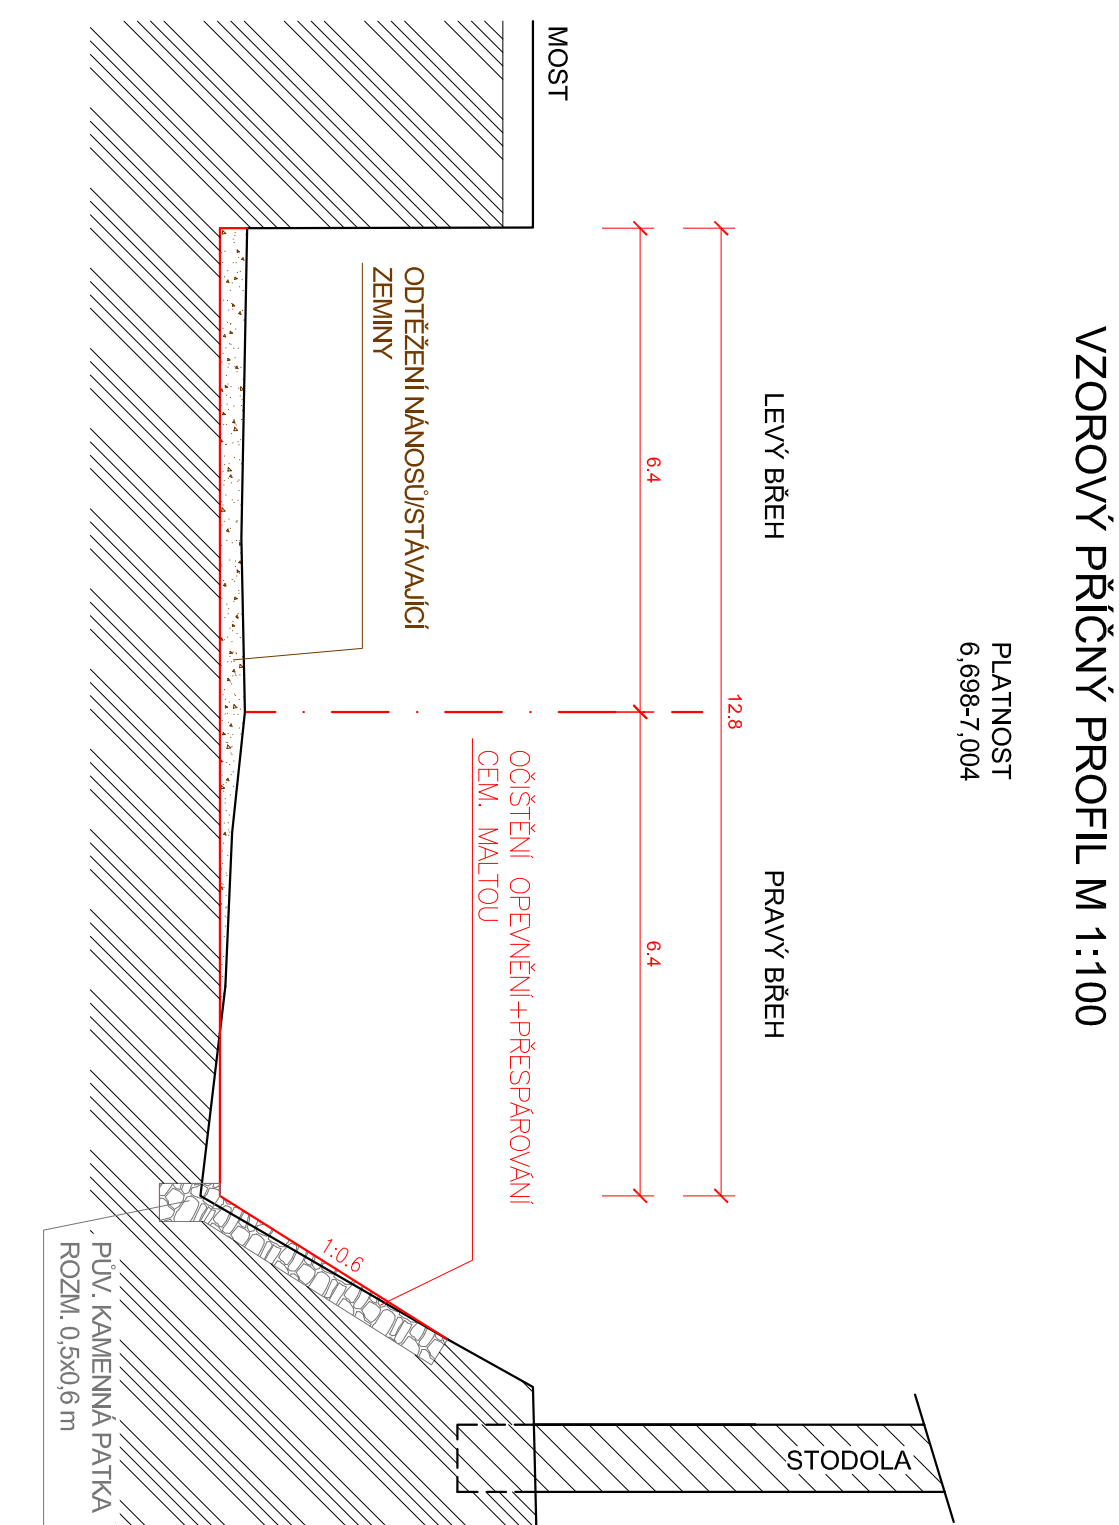 VZOROVÝ PŘÍČNÝ PROFIL M 1:100
PLATNOST
6,698-7,004
LEVÝ BŘEH
PRAVÝ BŘEH
12.8
6.4
6.4
MOST
ODTĚŽENÍ NÁNOSŮ/STÁVAJÍCÍ
ZEMINY
OČIŠTĚNÍ OPEVNĚNÍ+PŘESPÁROVÁNÍ
CEM. MALTOU
1:0.6
STODOLA
PŮV. KAMENNÁ PATKA
ROZM. 0,5x0,6 m